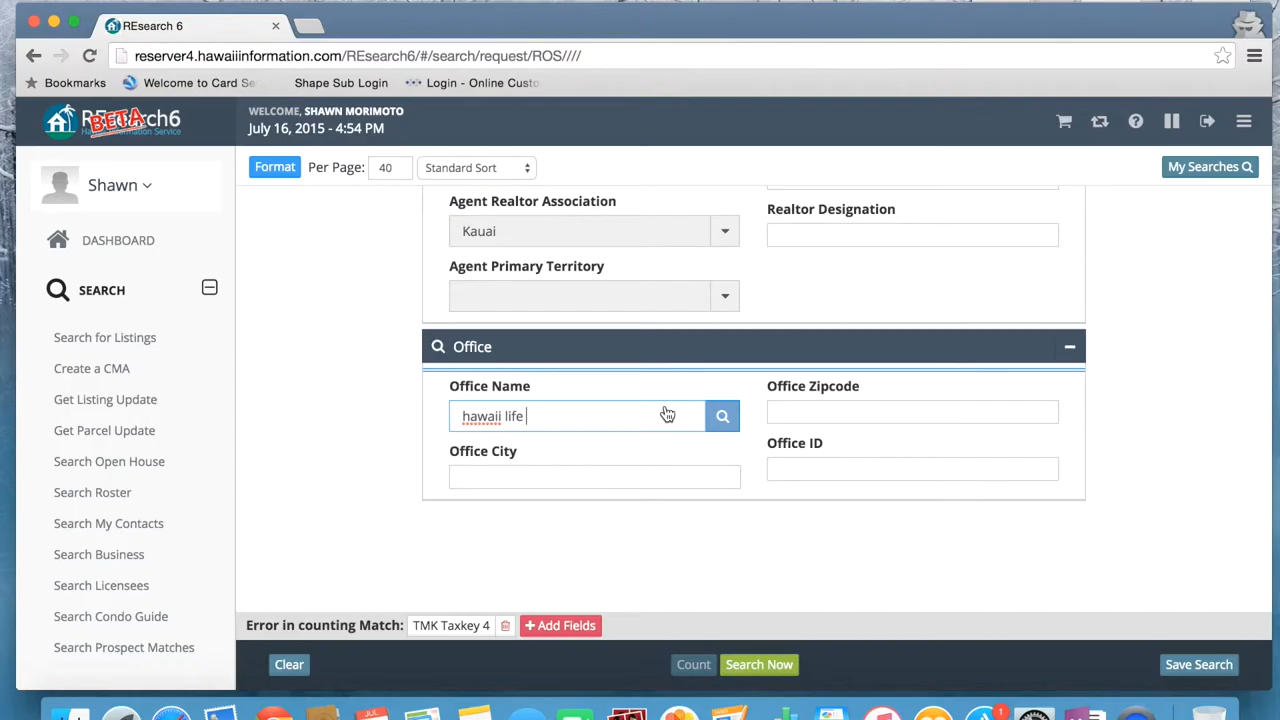 REsearch 6
reserver4.hawaiiinformation.com/REsearch6/#/search/request/ROS////
Bookmarks
Welcome to Card Se
Shape Sub Login
Login - Online Custo
REsearch6
BETA
Hawaii Information Service
WELCOME, SHAWN MORIMOTO
July 16, 2015 - 4:54 PM
Shawn
Format
Per Page:
40
Standard Sort
My Searches
DASHBOARD
SEARCH
Search for Listings
Create a CMA
Get Listing Update
Get Parcel Update
Search Open House
Search Roster
Search My Contacts
Search Business
Search Licensees
Search Condo Guide
Search Prospect Matches
Agent Realtor Association
Kauai
Realtor Designation
Agent Primary Territory
Office
Office Name
hawaii life
Office Zipcode
Office City
Office ID
Error in counting Match:
TMK Taxkey 4
+ Add Fields
Clear
Count
Search Now
Save Search
1